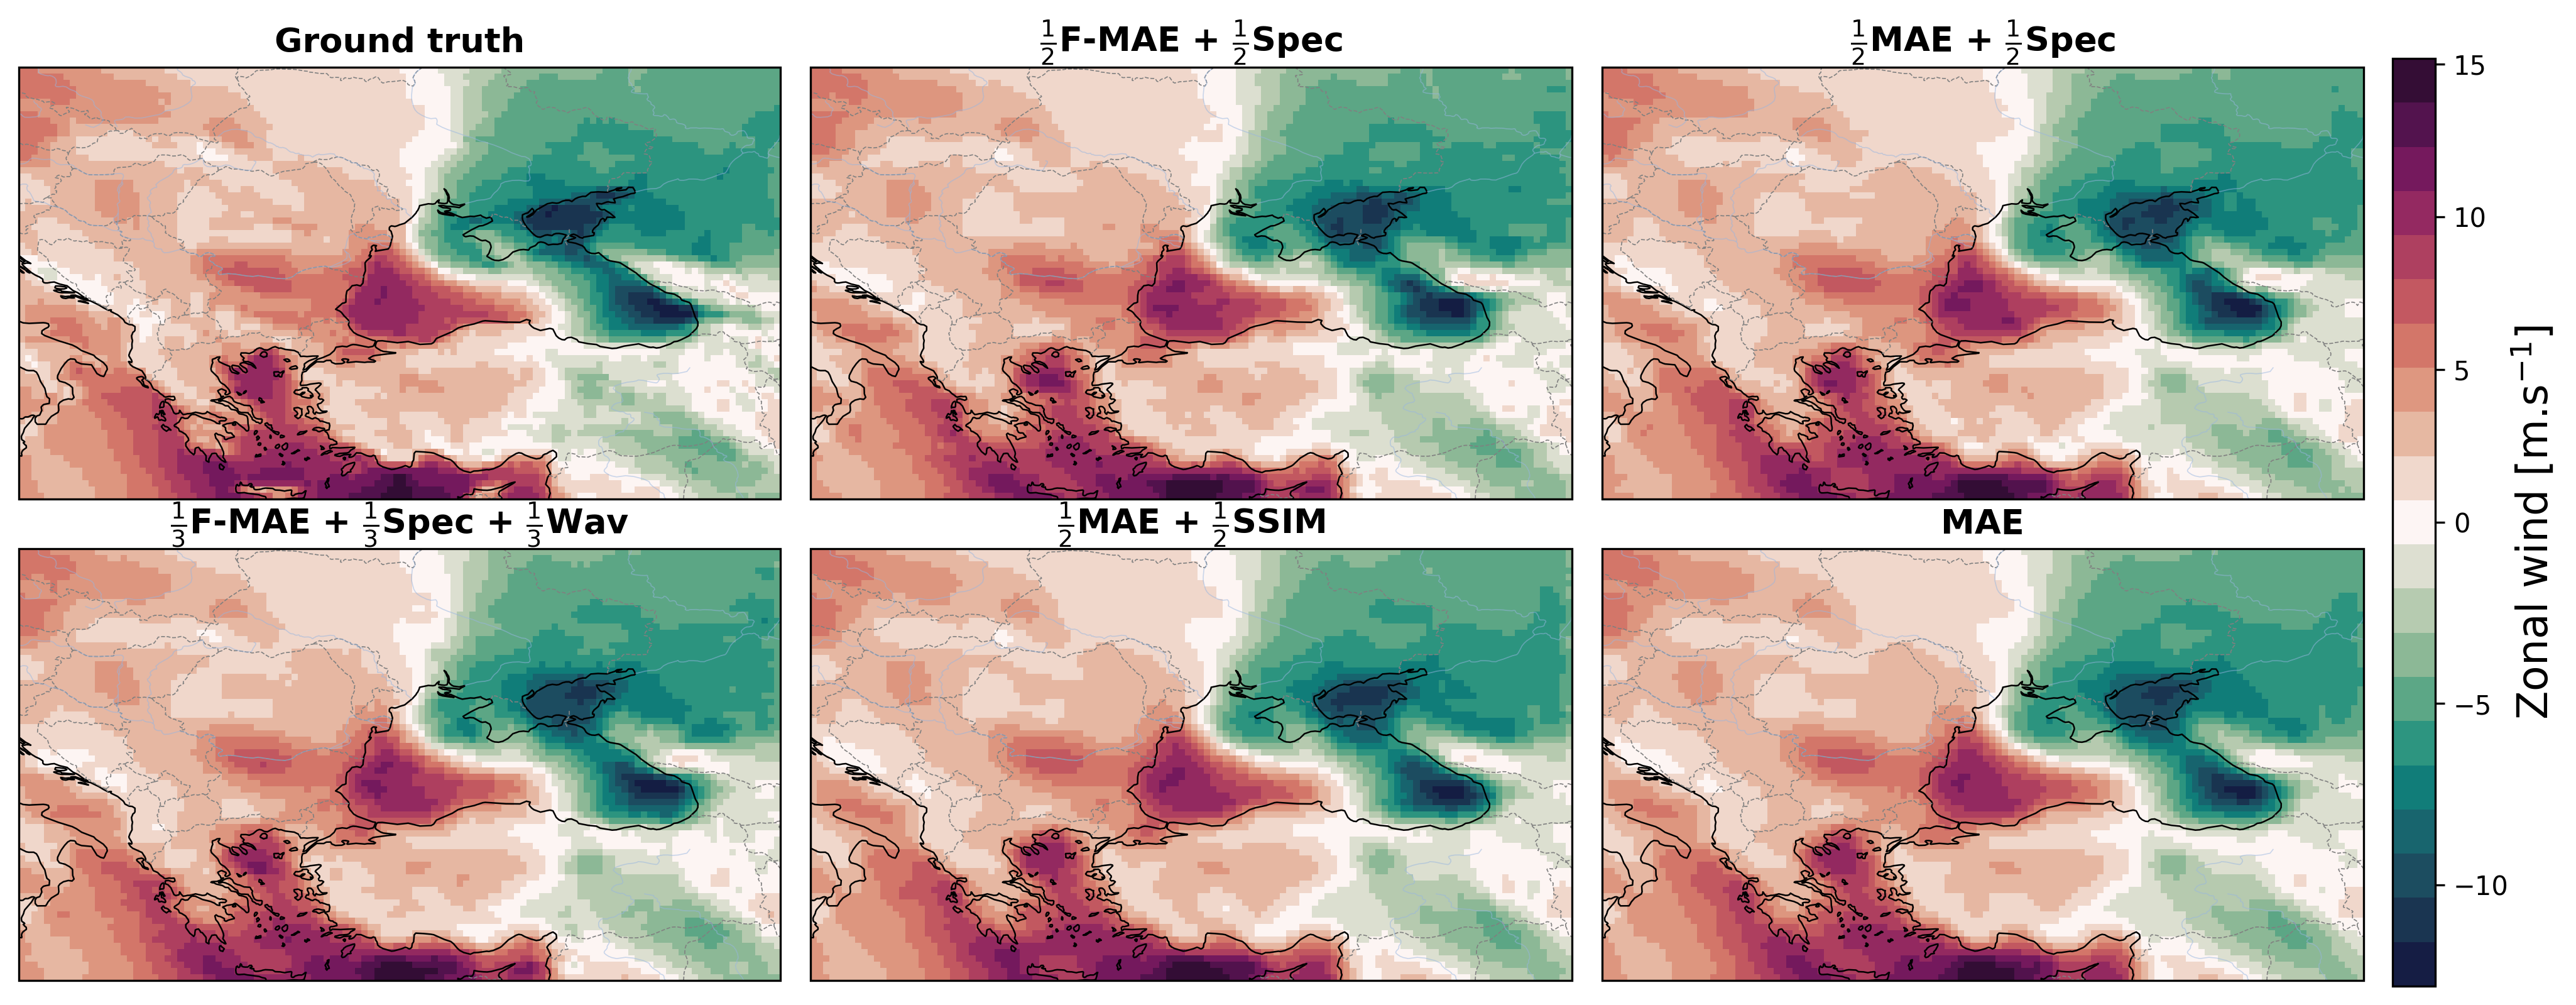 Ground truth
½F-MAE + ½Spec
½MAE + ½Spec
⅓F-MAE + ⅓Spec + ⅓Wav
½MAE + ½SSIM
MAE
15
10
5
0
−5
−10
Zonal wind [m.s⁻¹]